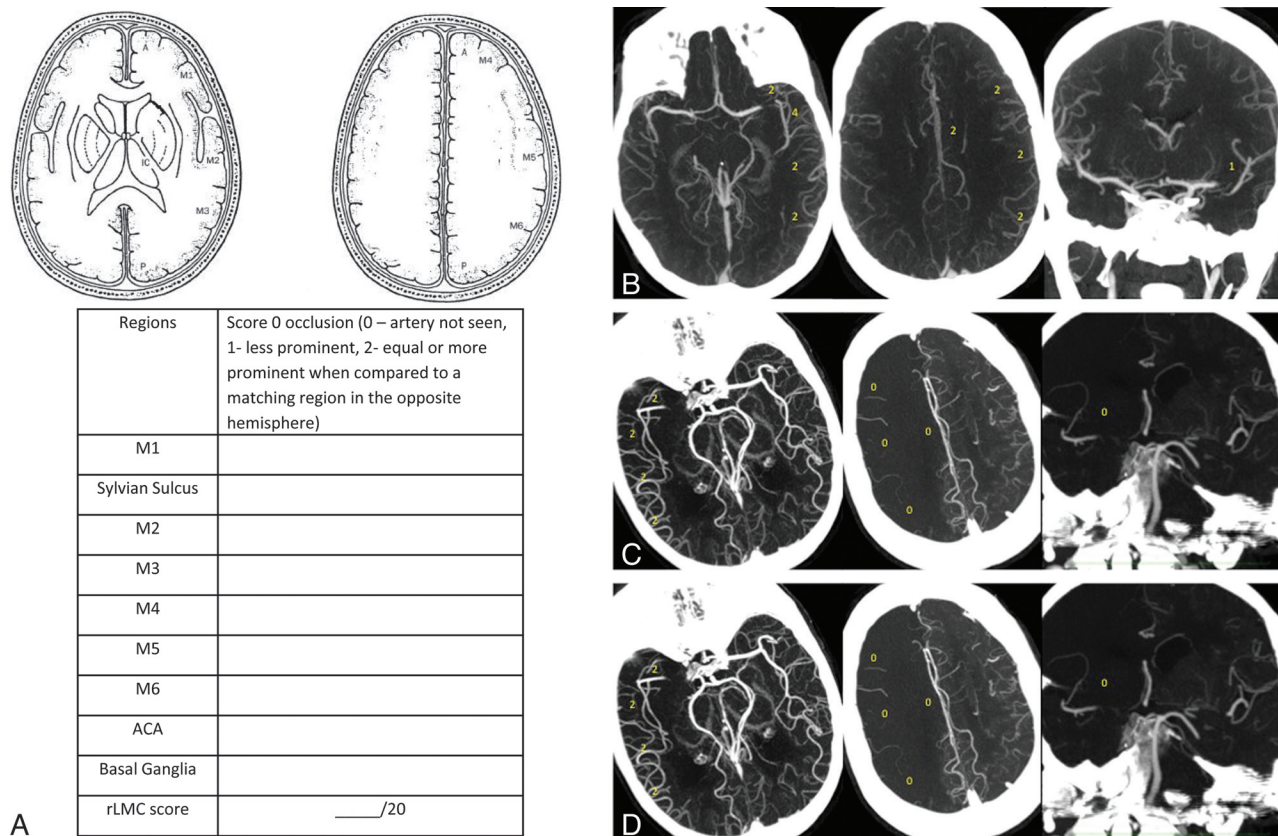 A
M1
M2
IC
M3
P
A
M4
M5
M6
P
Regions
Score 0 occlusion (0 – artery not seen,
1- less prominent, 2- equal or more
prominent when compared to a
matching region in the opposite
hemisphere)
M1
Sylvian Sulcus
M2
M3
M4
M5
M6
ACA
Basal Ganglia
rLMC score
_____/20
A
2
4
2
2
2
2
2
2
1
B
2
2
2
2
0
0
0
0
0
C
2
2
2
2
0
0
0
0
0
D